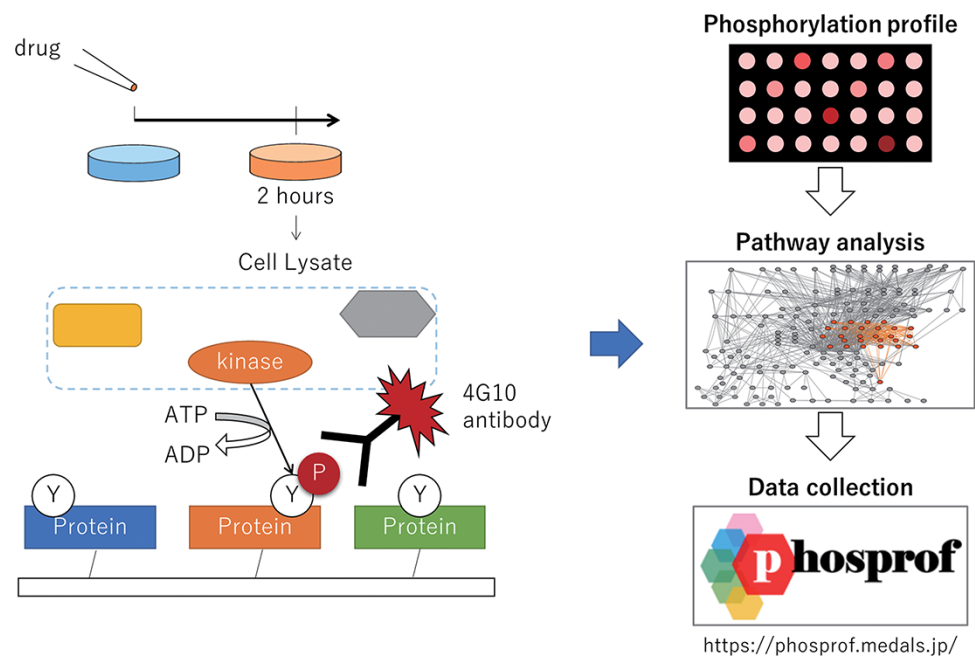 drug
2 hours
Cell Lysate
kinase
ATP
ADP
4G10
antibody
P
Y
Y
Y
Protein
Protein
Protein
Phosphorylation profile
Pathway analysis
Data collection
phosprof
https://phosprof.medals.jp/